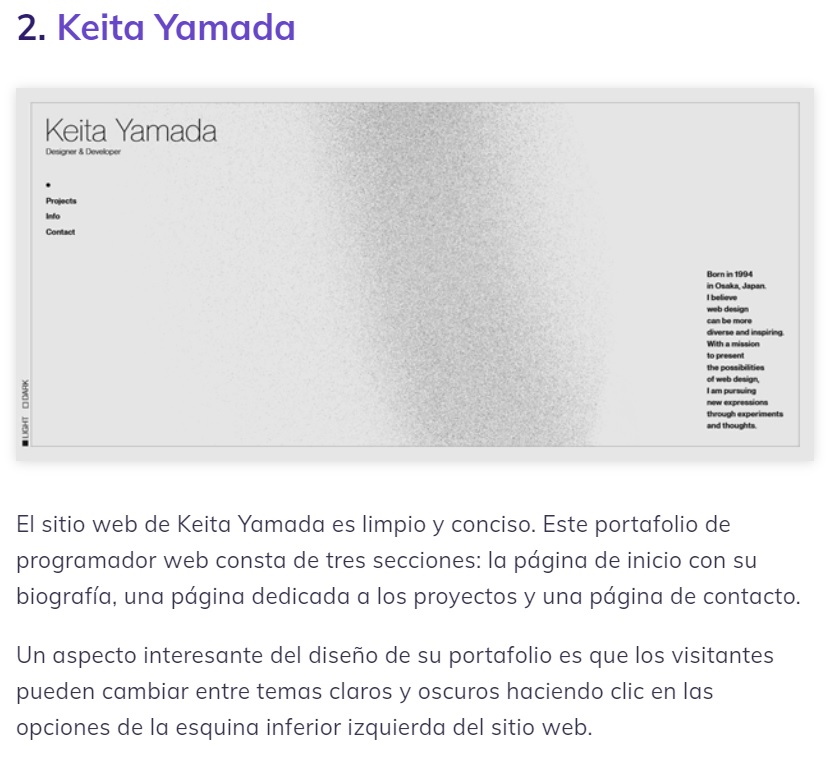 2. Keita Yamada
Keita Yamada
Designer & Developer
Projects
Info
Contact
Born in 1994
in Osaka, Japan.
I believe
web design
can be more
diverse and inspiring.
With a mission
to present
the possibilities
of web design,
I am pursuing
new expressions
through experiments
and thoughts.
LIGHT DARK
El sitio web de Keita Yamada es limpio y conciso. Este portafolio de
programador web consta de tres secciones: la página de inicio con su
biografía, una página dedicada a los proyectos y una página de contacto.
Un aspecto interesante del diseño de su portafolio es que los visitantes
pueden cambiar entre temas claros y oscuros haciendo clic en las
opciones de la esquina inferior izquierda del sitio web.